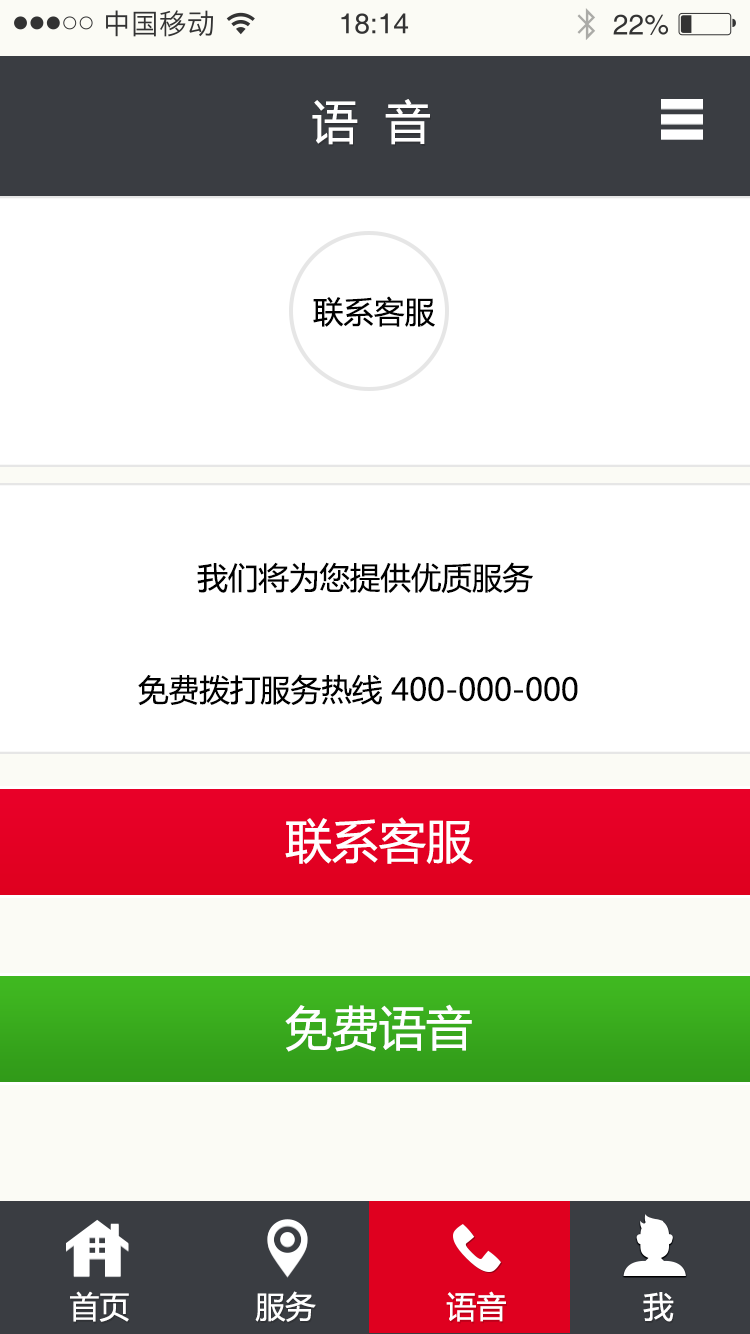 中国移动 18:14 22%
语 音
联系客服
我们将为您提供优质服务
免费拨打服务热线 400-000-000
联系客服
免费语音
首页 服务 语音 我